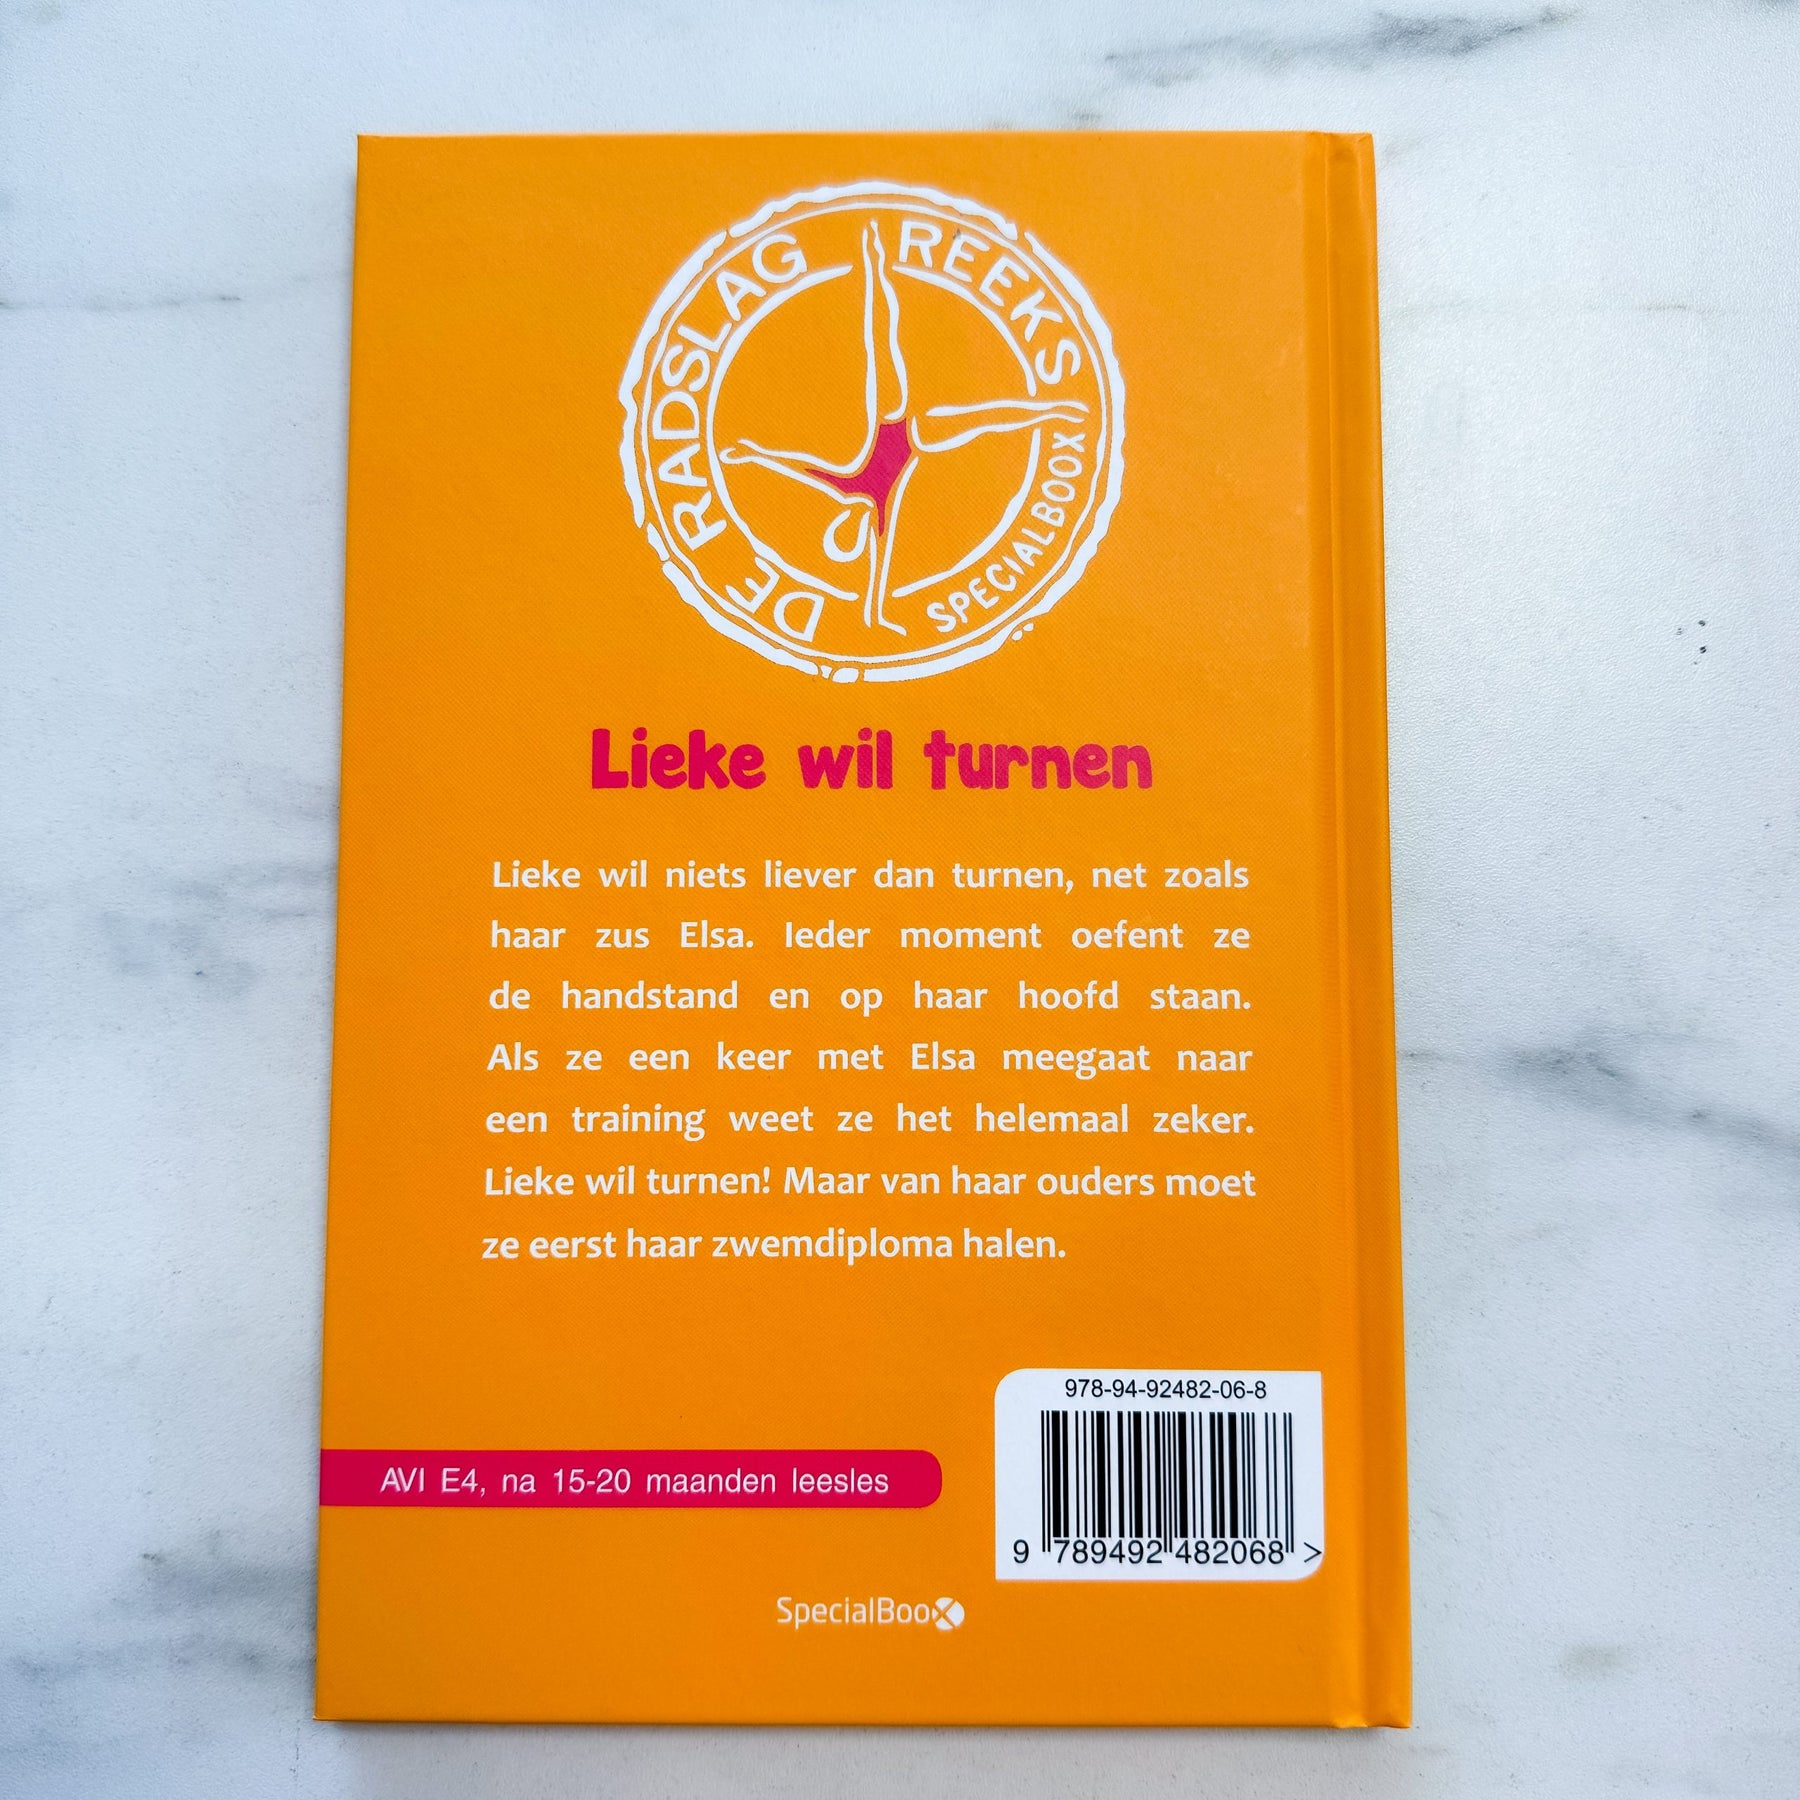 DE RADSLAG REEKS
SPECIALBOOX
Lieke wil turnen
Lieke wil niets liever dan turnen, net zoals
haar zus Elsa. Ieder moment oefent ze
de handstand en op haar hoofd staan.
Als ze een keer met Elsa meegaat naar
een training weet ze het helemaal zeker.
Lieke wil turnen! Maar van haar ouders moet
ze eerst haar zwemdiploma halen.
978-94-92482-06-8
AVI E4, na 15-20 maanden leesles
9 789492 482068 >
SpecialBoox